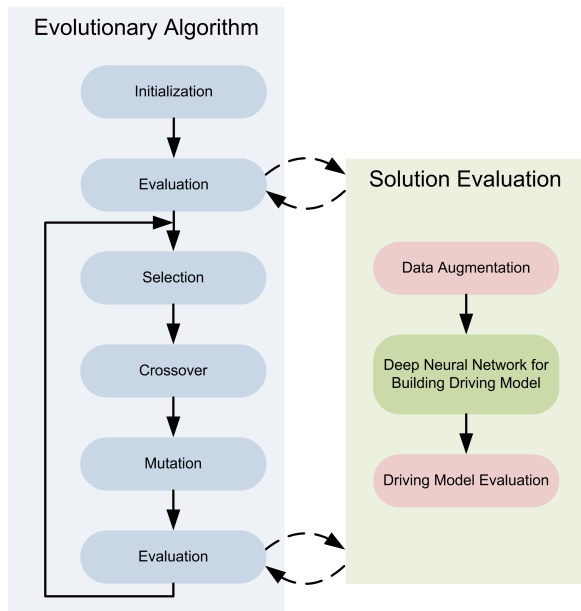 Evolutionary Algorithm
Initialization
Evaluation
Selection
Crossover
Mutation
Evaluation
Solution Evaluation
Data Augmentation
Deep Neural Network for
Building Driving Model
Driving Model Evaluation